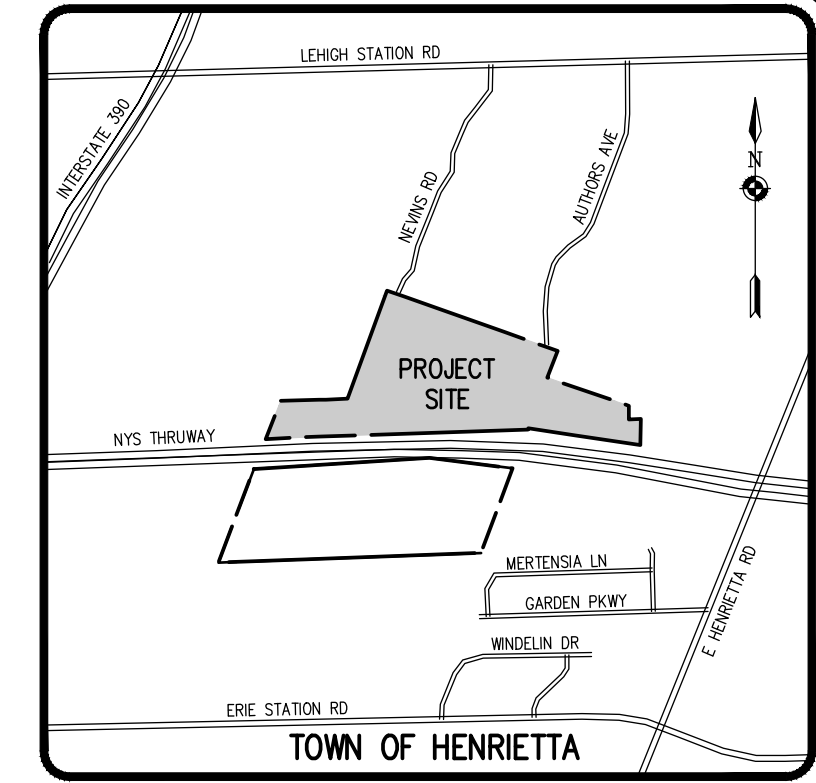 LEHIGH STATION RD
INTERSTATE 390
NEVINS RD
AUTHORS AVE
N
PROJECT
SITE
NYS THRUWAY
MERTENSIA LN
GARDEN PKWY
E HENRIETTA RD
WINDELIN DR
ERIE STATION RD
TOWN OF HENRIETTA